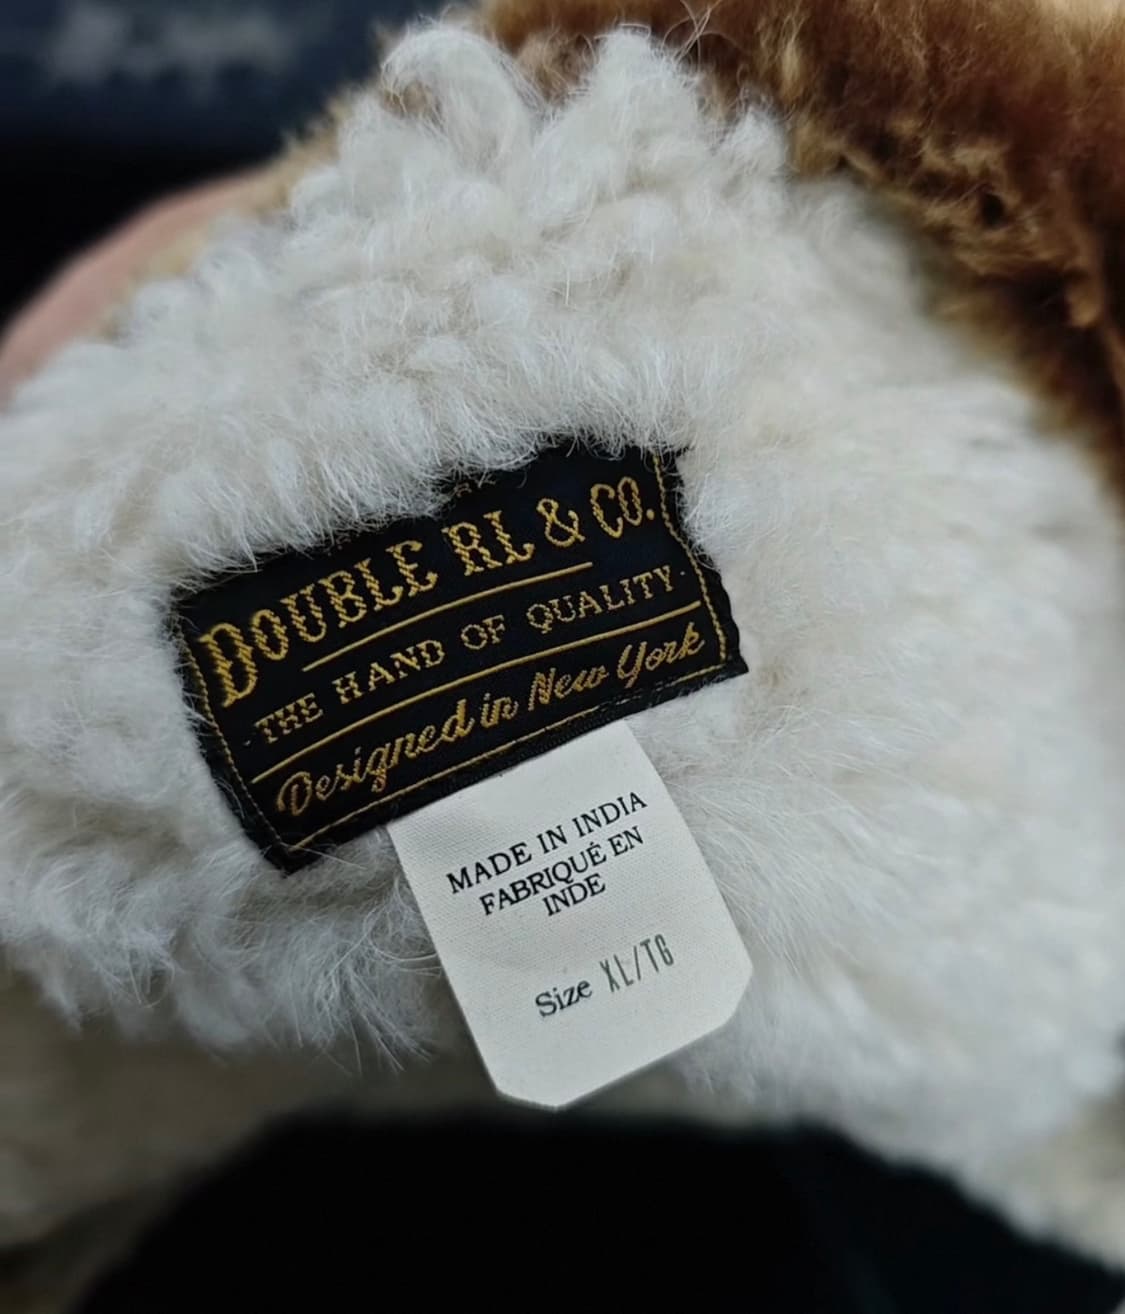 DOUBLE RL & CO.
THE HAND OF QUALITY
Designed in New York
MADE IN INDIA
FABRIQUÉ EN
INDE
Size XL/TG